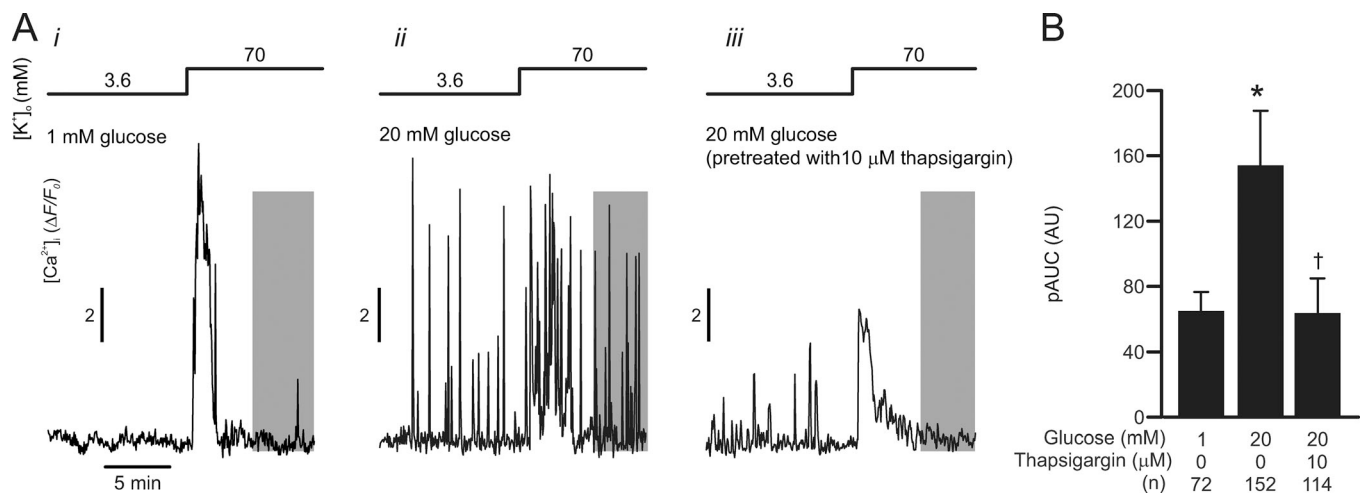 A
i
ii
iii
B
[K⁺]ₒ (mM)
3.6
70
3.6
70
3.6
70
1 mM glucose
20 mM glucose
20 mM glucose
(pretreated with10 μM thapsigargin)
[Ca²⁺]ᵢ (ΔF/F₀)
2
2
2
5 min
pAUC (AU)
200
160
120
80
40
0
*
†
Glucose (mM) 1 20 20
Thapsigargin (μM) 0 0 10
(n) 72 152 114